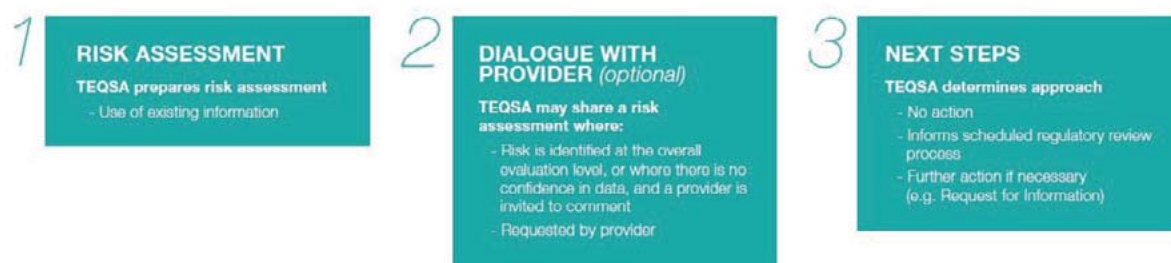 1
RISK ASSESSMENT
TEQSA prepares risk assessment
- Use of existing information
2
DIALOGUE WITH
PROVIDER (optional)
TEQSA may share a risk
assessment where:
- Risk is identified at the overall
evaluation level, or where there is no
confidence in data, and a provider is
invited to comment
- Requested by provider
3
NEXT STEPS
TEQSA determines approach
- No action
- Informs scheduled regulatory review
process
- Further action if necessary
(e.g. Request for Information)